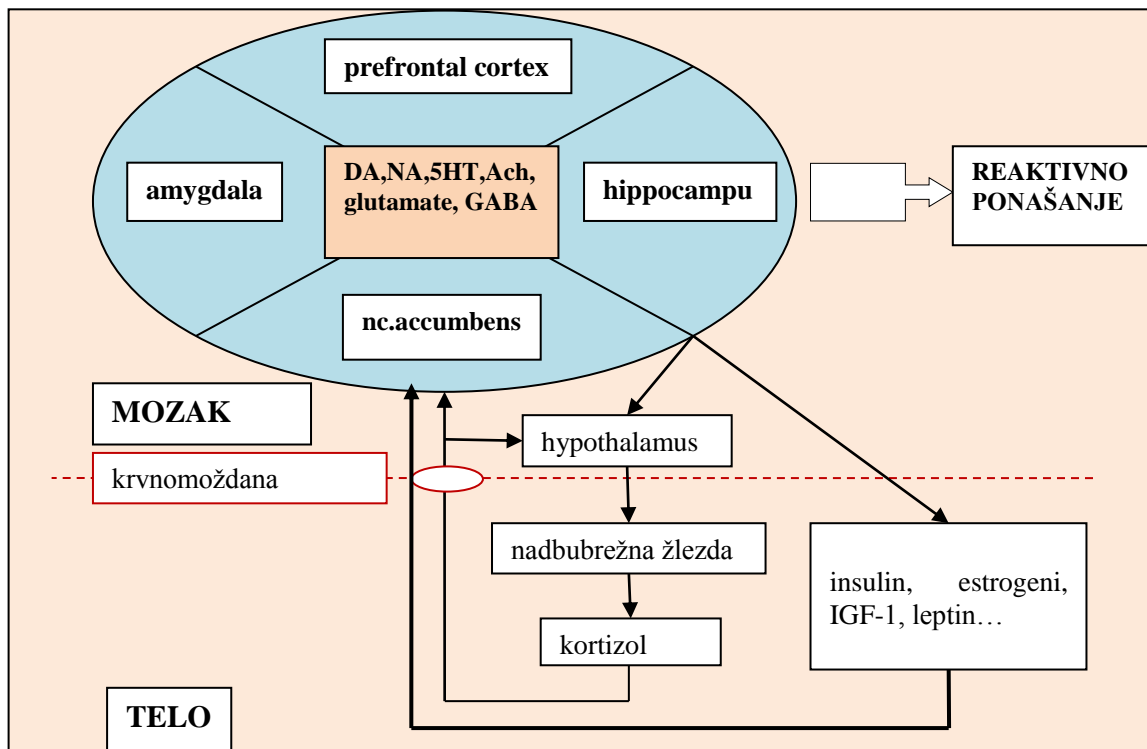 prefrontal cortex
amygdala
DA,NA,5HT,Ach,
glutamate, GABA
hippocampu
REAKTIVNO
PONAŠANJE
nc.accumbens
MOZAK
hypothalamus
krvnomoždana
nadbubrežna žlezda
insulin, estrogeni,
IGF-1, leptin…
kortizol
TELO